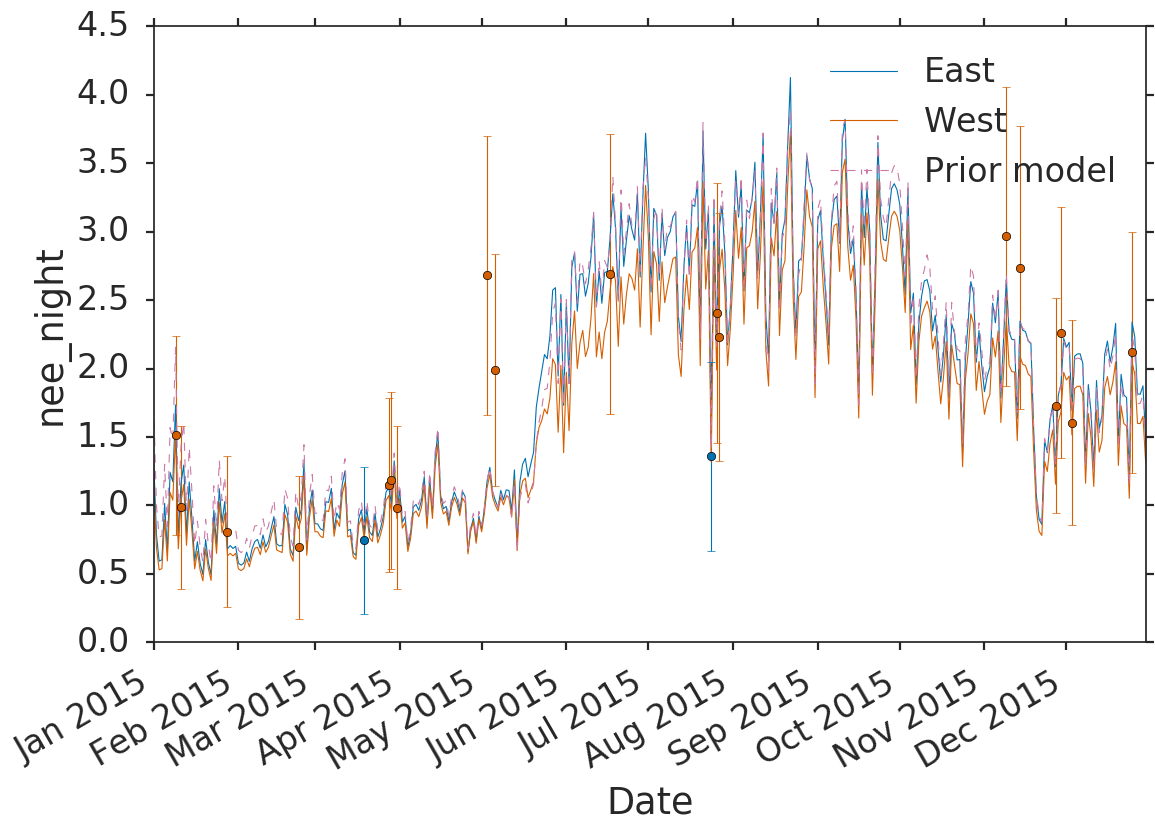 4.5
4.0
3.5
3.0
2.5
2.0
1.5
1.0
0.5
0.0
nee_night
East
West
Prior model
Jan 2015
Feb 2015
Mar 2015
Apr 2015
May 2015
Jun 2015
Jul 2015
Aug 2015
Sep 2015
Oct 2015
Nov 2015
Dec 2015
Date